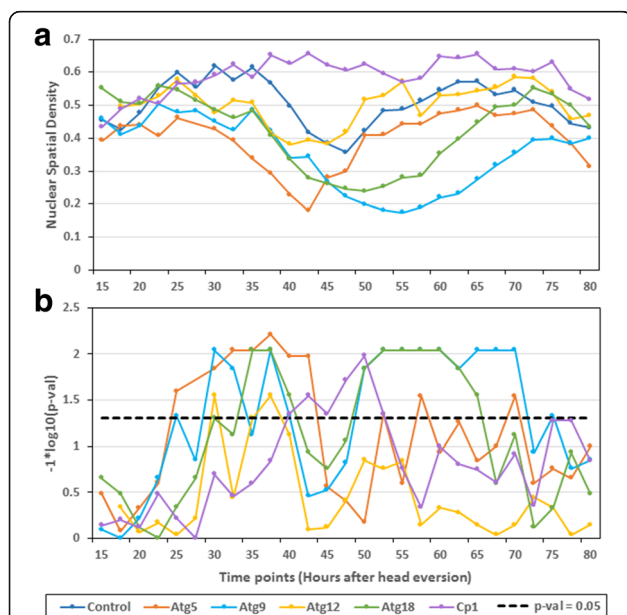 a
0.7
0.6
0.5
0.4
0.3
0.2
0.1
0
Nuclear Spatial Density
15 20 25 30 35 40 45 50 55 60 65 70 75 80
b
2.5
2
1.5
1
0.5
0
-1*log10(p-val)
15 20 25 30 35 40 45 50 55 60 65 70 75 80
Time points (Hours after head eversion)
Control Atg5 Atg9 Atg12 Atg18 Cp1 p-val = 0.05